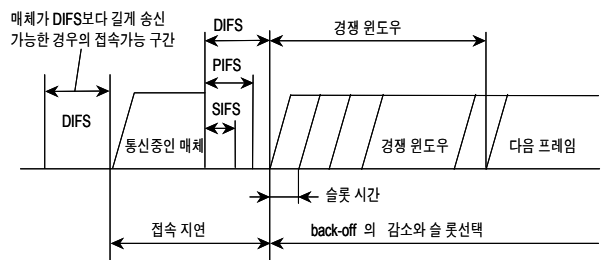 매체가 DIFS보다 길게 송신
가능한 경우의 접속가능 구간
DIFS
경쟁 윈도우
PIFS
SIFS
DIFS
통신중인 매체
경쟁 윈도우
다음 프레임
슬롯 시간
접속 지연
back-off 의 감소와 슬 롯선택